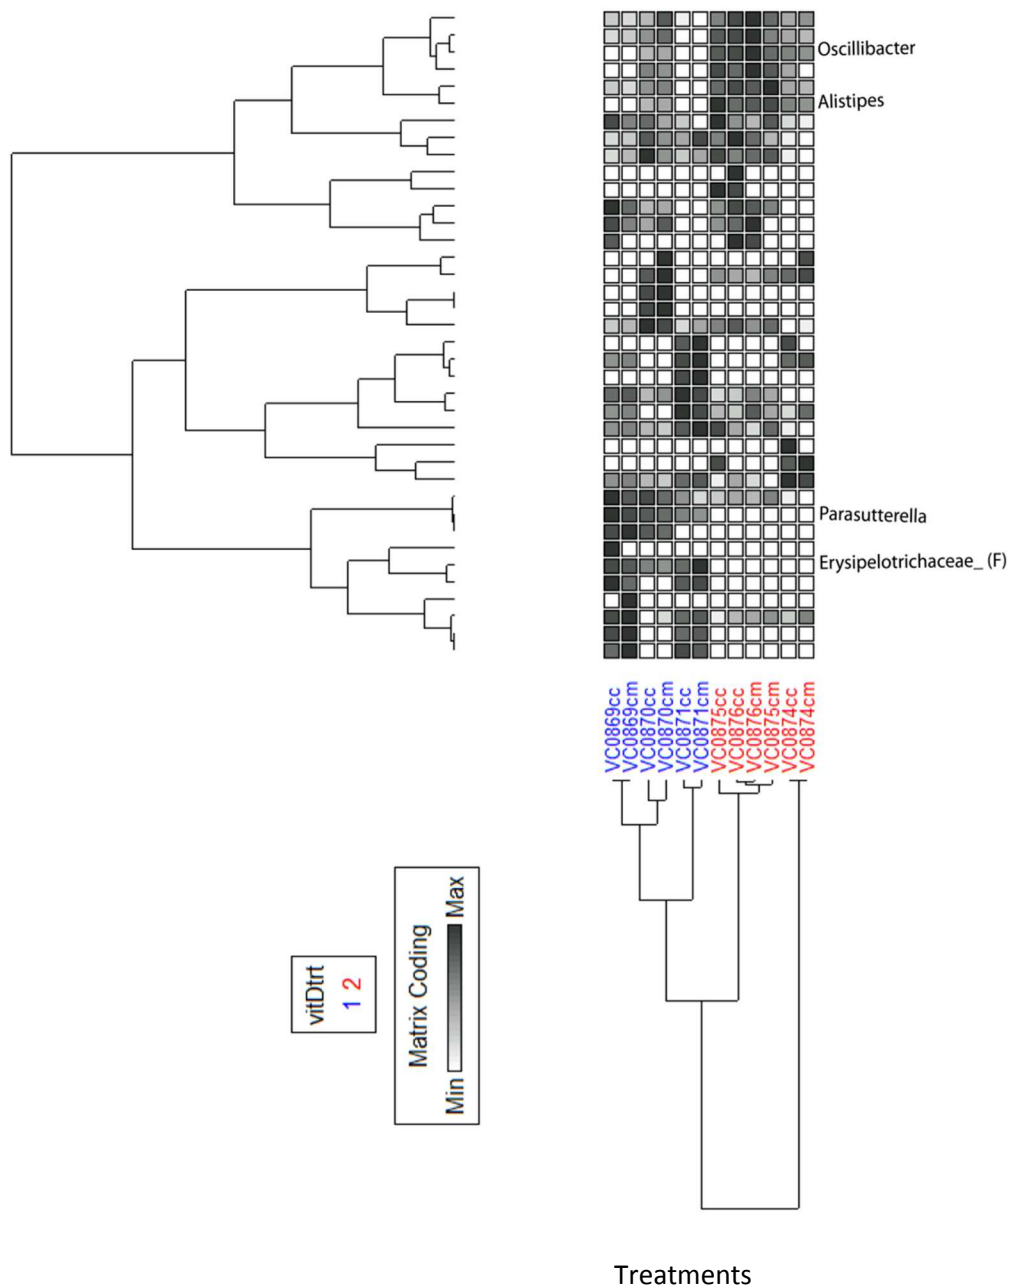 Oscillibacter
Alistipes
Parasutterella
Erysipelotrichaceae_ (F)
VC0869cc
VC0869cm
VC0870cc
VC0870cm
VC0871cc
VC0871cm
VC0875cc
VC0876cc
VC0876cm
VC0875cm
VC0874cc
VC0874cm
vitDtrt
1
2
Matrix Coding
Min
Max
Treatments